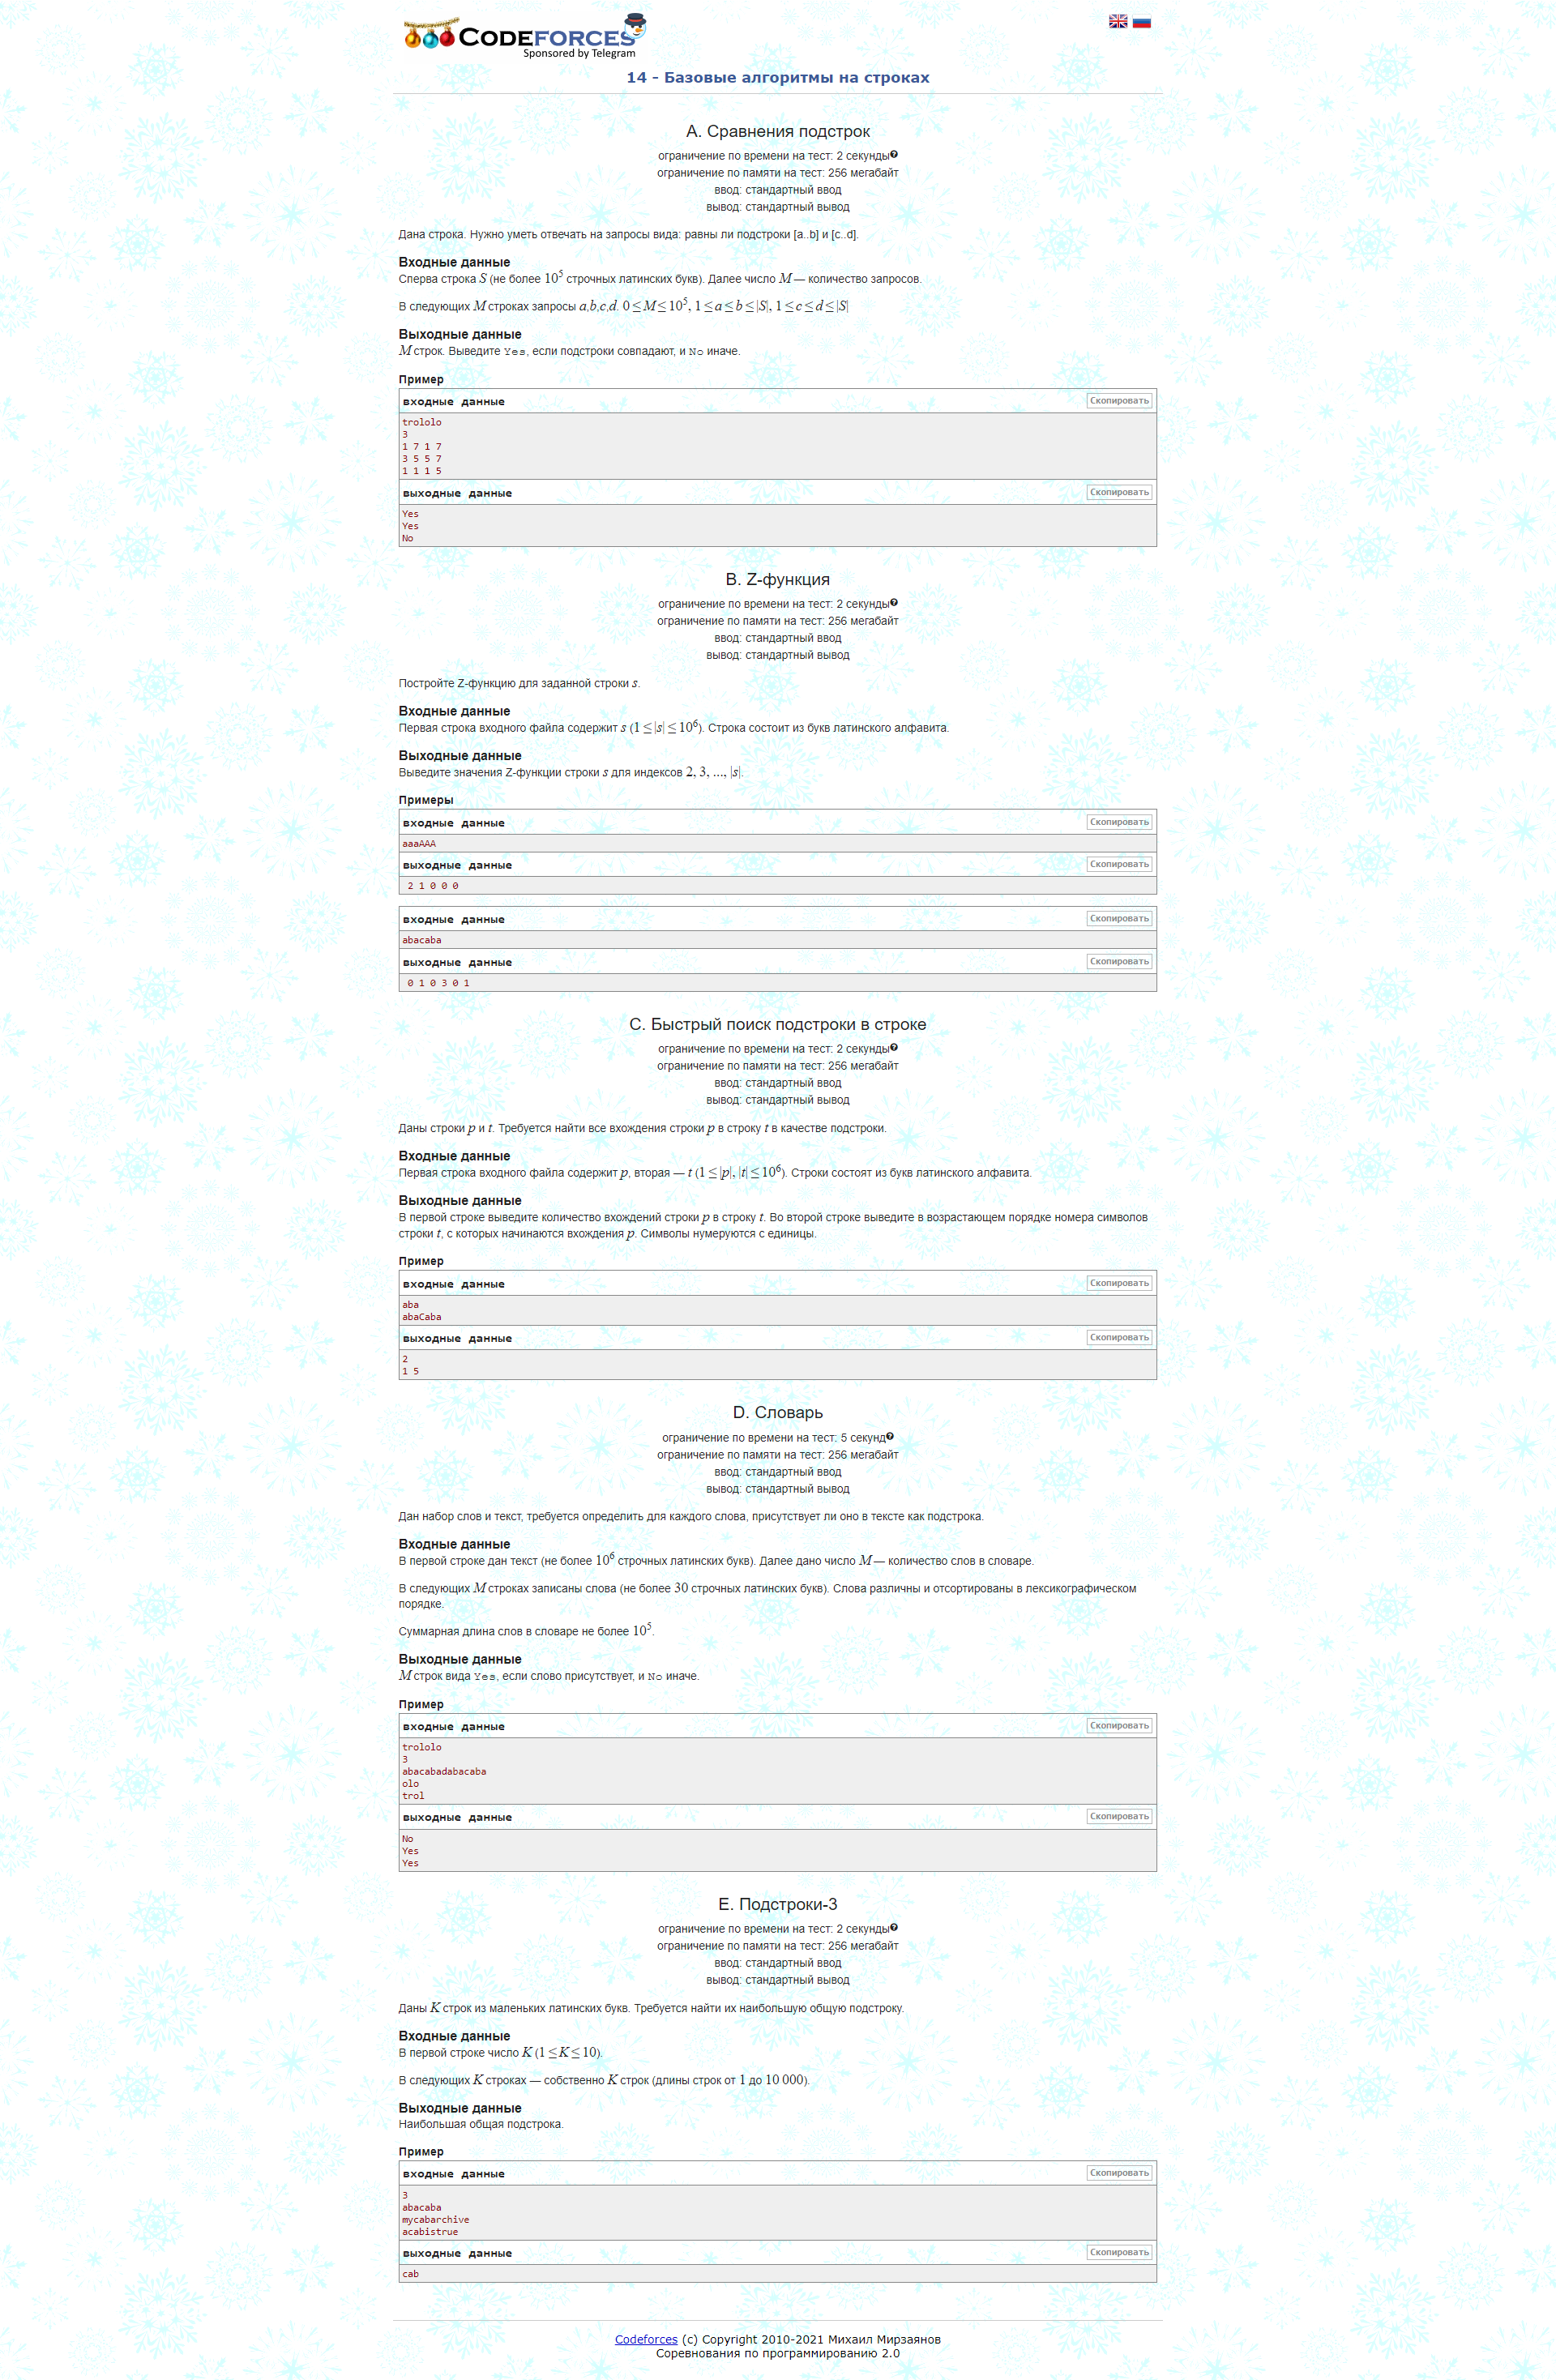 CODEFORCES
Sponsored by Telegram
14 - Базовые алгоритмы на строках
A. Сравнения подстрок
ограничение по времени на тест: 2 секунды
ограничение по памяти на тест: 256 мегабайт
ввод: стандартный ввод
вывод: стандартный вывод
Дана строка. Нужно уметь отвечать на запросы вида: равны ли подстроки [a..b] и [c..d].
Входные данные
Сперва строка S (не более 10^5 строчных латинских букв). Далее число M — количество запросов.
В следующих M строках запросы a,b,c,d. 0 ≤ M ≤ 10^5, 1 ≤ a ≤ b ≤ |S|, 1 ≤ c ≤ d ≤ |S|
Выходные данные
M строк. Выведите Yes, если подстроки совпадают, и No иначе.
Пример
входные данные Скопировать
trololo
3
1 7 1 7
3 5 5 7
1 1 1 5
выходные данные Скопировать
Yes
Yes
No
B. Z-функция
ограничение по времени на тест: 2 секунды
ограничение по памяти на тест: 256 мегабайт
ввод: стандартный ввод
вывод: стандартный вывод
Постройте Z-функцию для заданной строки s.
Входные данные
Первая строка входного файла содержит s (1 ≤ |s| ≤ 10^6). Строка состоит из букв латинского алфавита.
Выходные данные
Выведите значения Z-функции строки s для индексов 2, 3, ..., |s|.
Примеры
входные данные Скопировать
aaaAAA
выходные данные Скопировать
2 1 0 0 0
входные данные Скопировать
abacaba
выходные данные Скопировать
0 1 0 3 0 1
C. Быстрый поиск подстроки в строке
ограничение по времени на тест: 2 секунды
ограничение по памяти на тест: 256 мегабайт
ввод: стандартный ввод
вывод: стандартный вывод
Даны строки p и t. Требуется найти все вхождения строки p в строку t в качестве подстроки.
Входные данные
Первая строка входного файла содержит p, вторая — t (1 ≤ |p|, |t| ≤ 10^6). Строки состоят из букв латинского алфавита.
Выходные данные
В первой строке выведите количество вхождений строки p в строку t. Во второй строке выведите в возрастающем порядке номера символов
строки t, с которых начинаются вхождения p. Символы нумеруются с единицы.
Пример
входные данные Скопировать
aba
abaCaba
выходные данные Скопировать
2
1 5
D. Словарь
ограничение по времени на тест: 5 секунд
ограничение по памяти на тест: 256 мегабайт
ввод: стандартный ввод
вывод: стандартный вывод
Дан набор слов и текст, требуется определить для каждого слова, присутствует ли оно в тексте как подстрока.
Входные данные
В первой строке дан текст (не более 10^6 строчных латинских букв). Далее дано число M — количество слов в словаре.
В следующих M строках записаны слова (не более 30 строчных латинских букв). Слова различны и отсортированы в лексикографическом
порядке.
Суммарная длина слов в словаре не более 10^5.
Выходные данные
M строк вида Yes, если слово присутствует, и No иначе.
Пример
входные данные Скопировать
trololo
3
abacabadabacaba
olo
trol
выходные данные Скопировать
No
Yes
Yes
E. Подстроки-3
ограничение по времени на тест: 2 секунды
ограничение по памяти на тест: 256 мегабайт
ввод: стандартный ввод
вывод: стандартный вывод
Даны K строк из маленьких латинских букв. Требуется найти их наибольшую общую подстроку.
Входные данные
В первой строке число K (1 ≤ K ≤ 10).
В следующих K строках — собственно K строк (длины строк от 1 до 10 000).
Выходные данные
Наибольшая общая подстрока.
Пример
входные данные Скопировать
3
abacaba
mycabarchive
acabistrue
выходные данные Скопировать
cab
Codeforces (c) Copyright 2010-2021 Михаил Мирзаянов
Соревнования по программированию 2.0